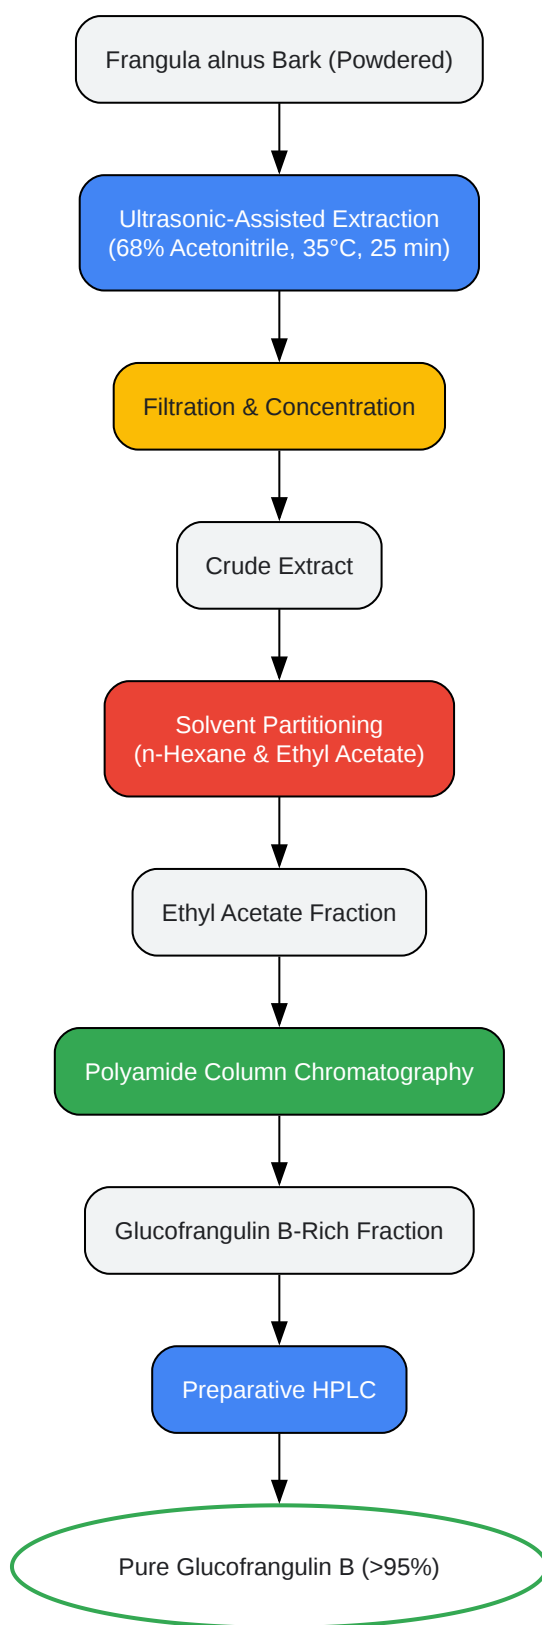 Frangula alnus Bark (Powdered)
Ultrasonic-Assisted Extraction
(68% Acetonitrile, 35°C, 25 min)
Filtration & Concentration
Crude Extract
Solvent Partitioning
(n-Hexane & Ethyl Acetate)
Ethyl Acetate Fraction
Polyamide Column Chromatography
Glucofrangulin B-Rich Fraction
Preparative HPLC
Pure Glucofrangulin B (>95%)